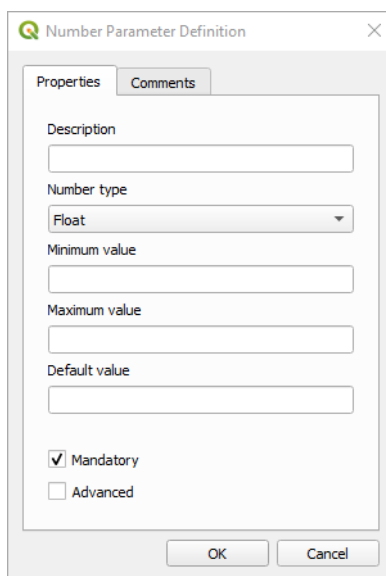 Number Parameter Definition
Properties
Comments
Description
Number type
Float
Minimum value
Maximum value
Default value
Mandatory
Advanced
OK
Cancel